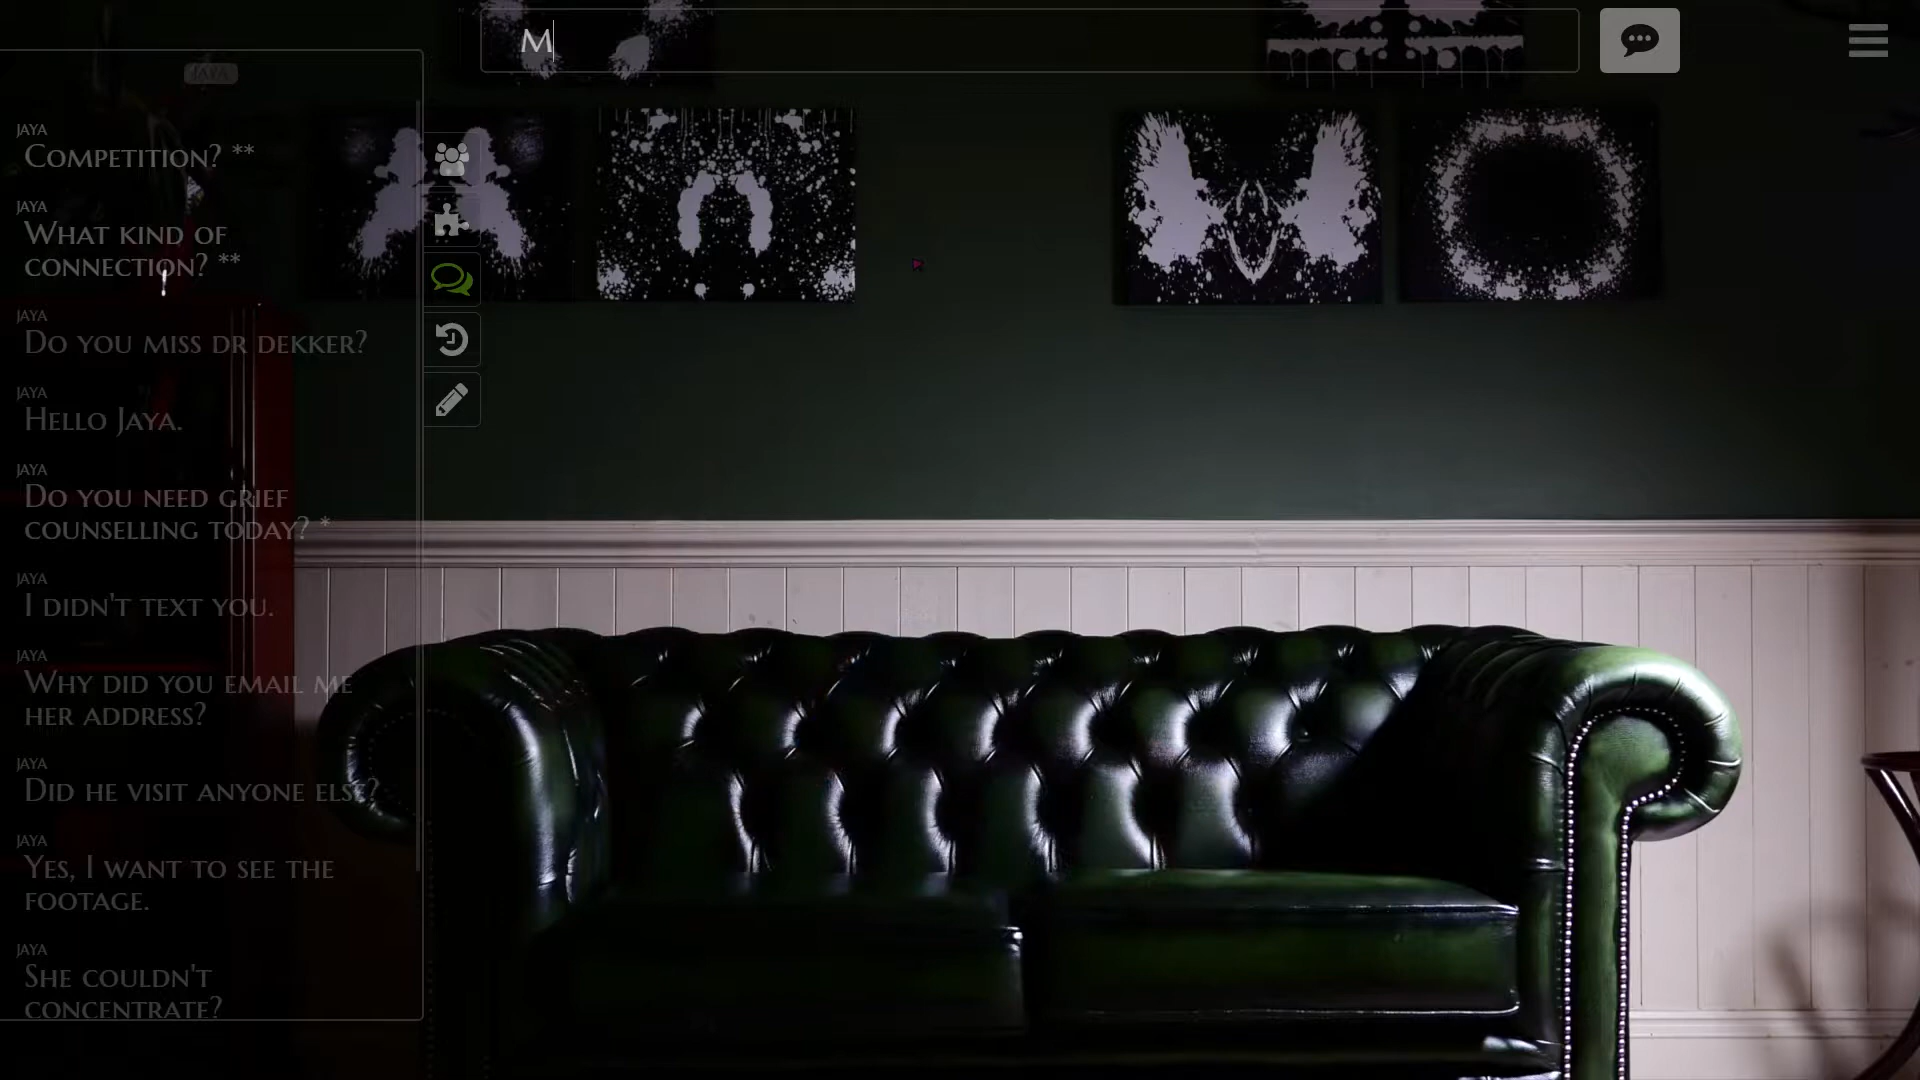 M
JAYA
JAYA
Competition? **
JAYA
What kind of
connection? **
JAYA
Do you miss Dr Dekker?
JAYA
Hello Jaya.
JAYA
Do you need grief
counselling today? *
JAYA
I didn't text you.
JAYA
Why did you email me
her address?
JAYA
Did he visit anyone else?
JAYA
Yes, I want to see the
footage.
JAYA
She couldn't
concentrate?